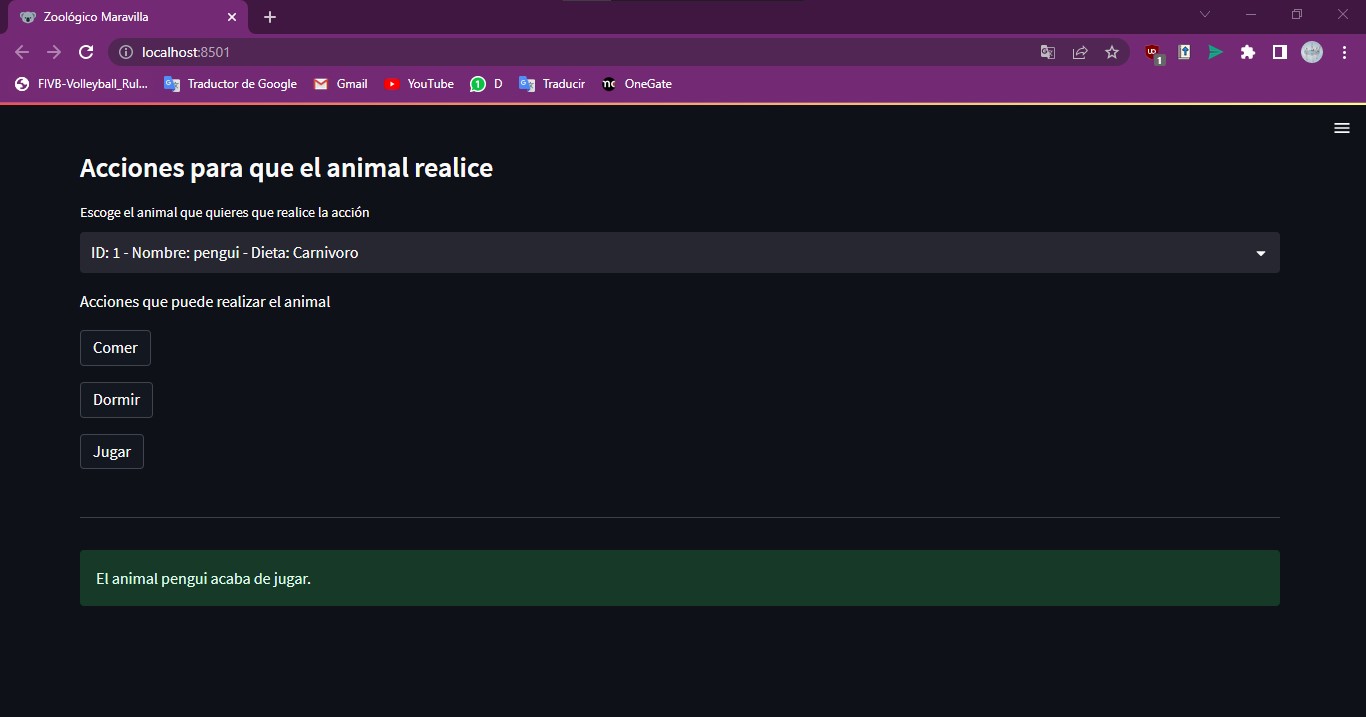 Zoológico Maravilla
localhost:8501
1
FIVB-Volleyball_Rul...
Traductor de Google
Gmail
YouTube
1 D
Traducir
OneGate
Acciones para que el animal realice
Escoge el animal que quieres que realice la acción
ID: 1 - Nombre: pengui - Dieta: Carnivoro
Acciones que puede realizar el animal
Comer
Dormir
Jugar
El animal pengui acaba de jugar.